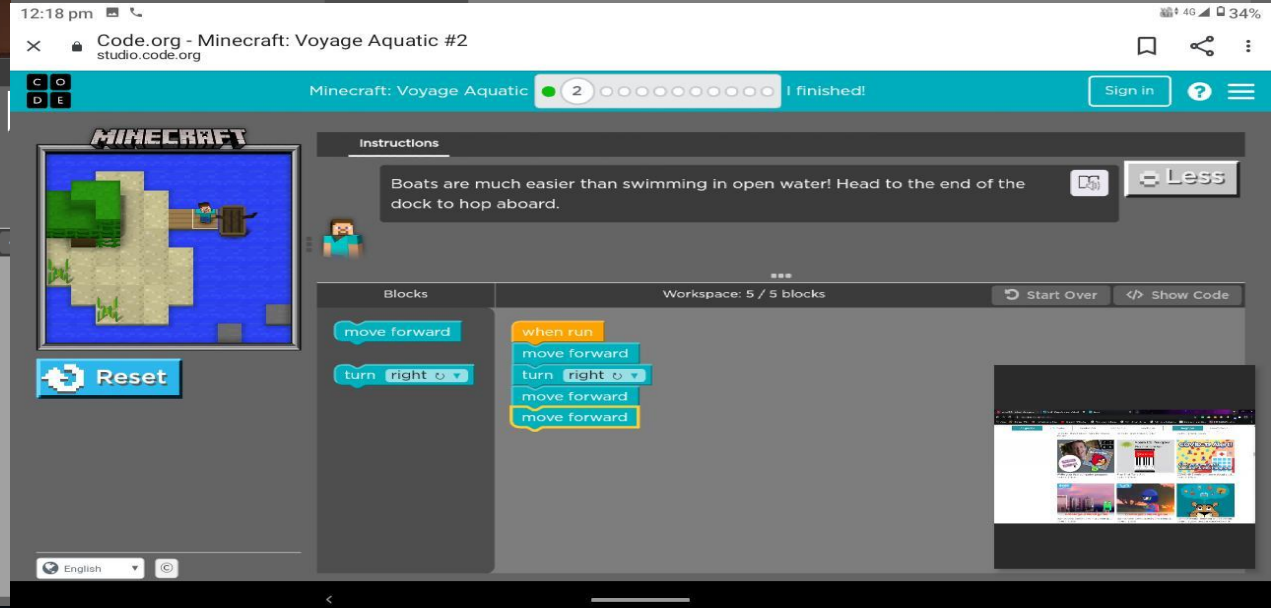 12:18 pm
4G 34%
Code.org - Minecraft: Voyage Aquatic #2
studio.code.org
C O
D E
Minecraft: Voyage Aquatic
2
I finished!
Sign in
?
MINECRAFT
Instructions
Boats are much easier than swimming in open water! Head to the end of the
dock to hop aboard.
Less
Blocks
Workspace: 5 / 5 blocks
Start Over
</> Show Code
move forward
turn right
when run
move forward
turn right
move forward
move forward
Reset
English
©